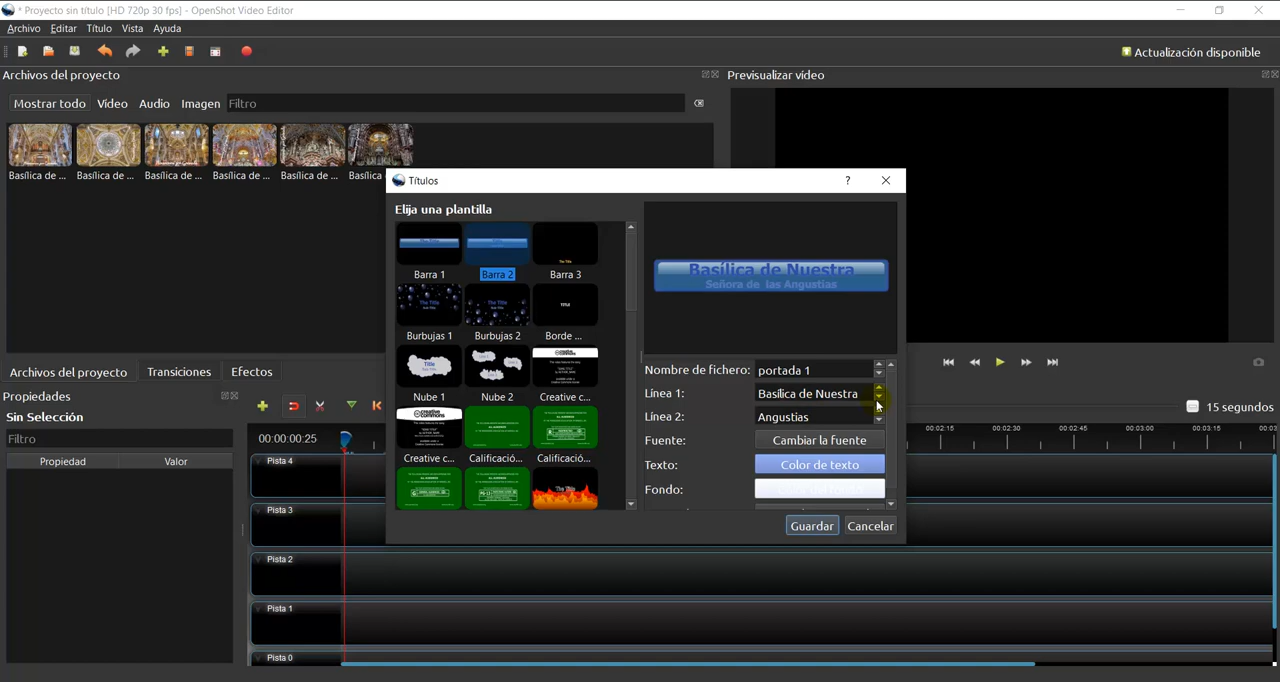 * Proyecto sin título [HD 720p 30 fps] - OpenShot Video Editor
Archivo Editar Título Vista Ayuda
Actualización disponible
Archivos del proyecto
Previsualizar vídeo
Mostrar todo Vídeo Audio Imagen Filtro
Basílica de ... Basílica de ... Basílica de ... Basílica de ... Basílica de ... Basílica
Títulos
Elija una plantilla
Barra 1 Barra 2 Barra 3
Burbujas 1 Burbujas 2 Borde ...
Nube 1 Nube 2 Creative c...
Creative c... Calificació... Calificació...
Basílica de Nuestra
Señora de las Angustias
Nombre de fichero: portada 1
Línea 1: Basílica de Nuestra
Línea 2: Angustias
Fuente: Cambiar la fuente
Texto: Color de texto
Fondo:
Guardar Cancelar
Archivos del proyecto Transiciones Efectos
Propiedades
Sin Selección
Filtro
Propiedad Valor
15 segundos
00:00:00:25
00:02:15 00:02:30 00:02:45 00:03:00 00:03:15 00:03
Pista 4
Pista 3
Pista 2
Pista 1
Pista 0